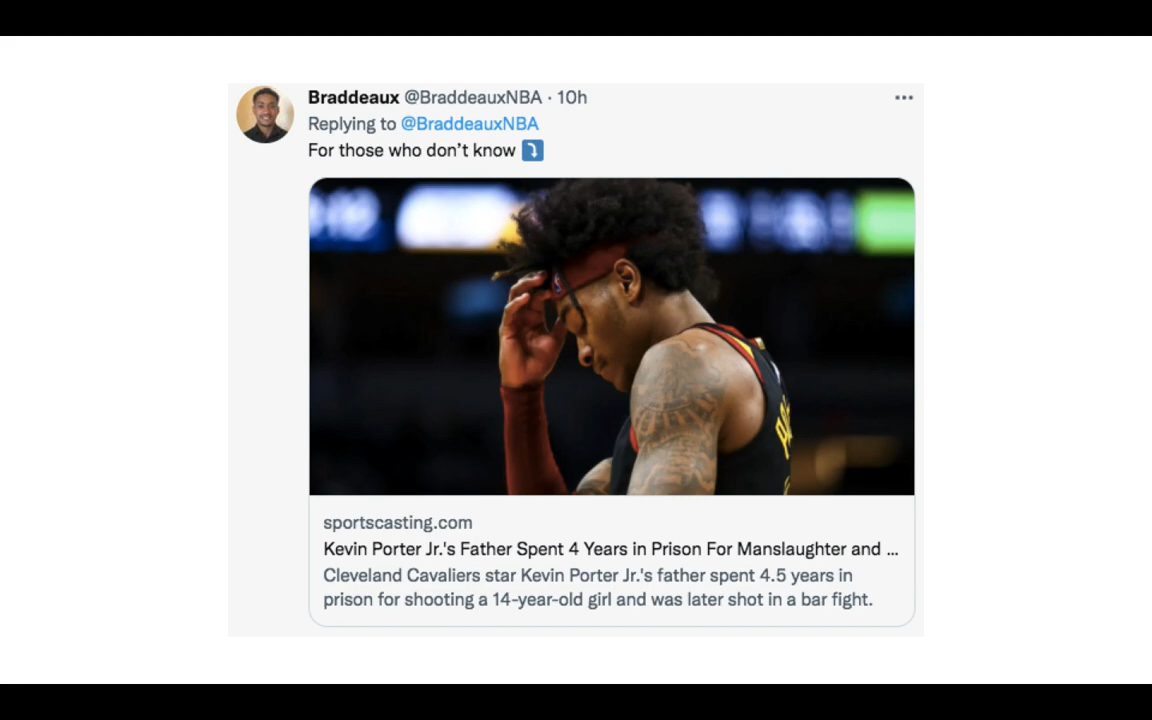 Braddeaux @BraddeauxNBA · 10h
Replying to @BraddeauxNBA
For those who don’t know ⤵️
sportscasting.com
Kevin Porter Jr.'s Father Spent 4 Years in Prison For Manslaughter and ...
Cleveland Cavaliers star Kevin Porter Jr.'s father spent 4.5 years in
prison for shooting a 14-year-old girl and was later shot in a bar fight.